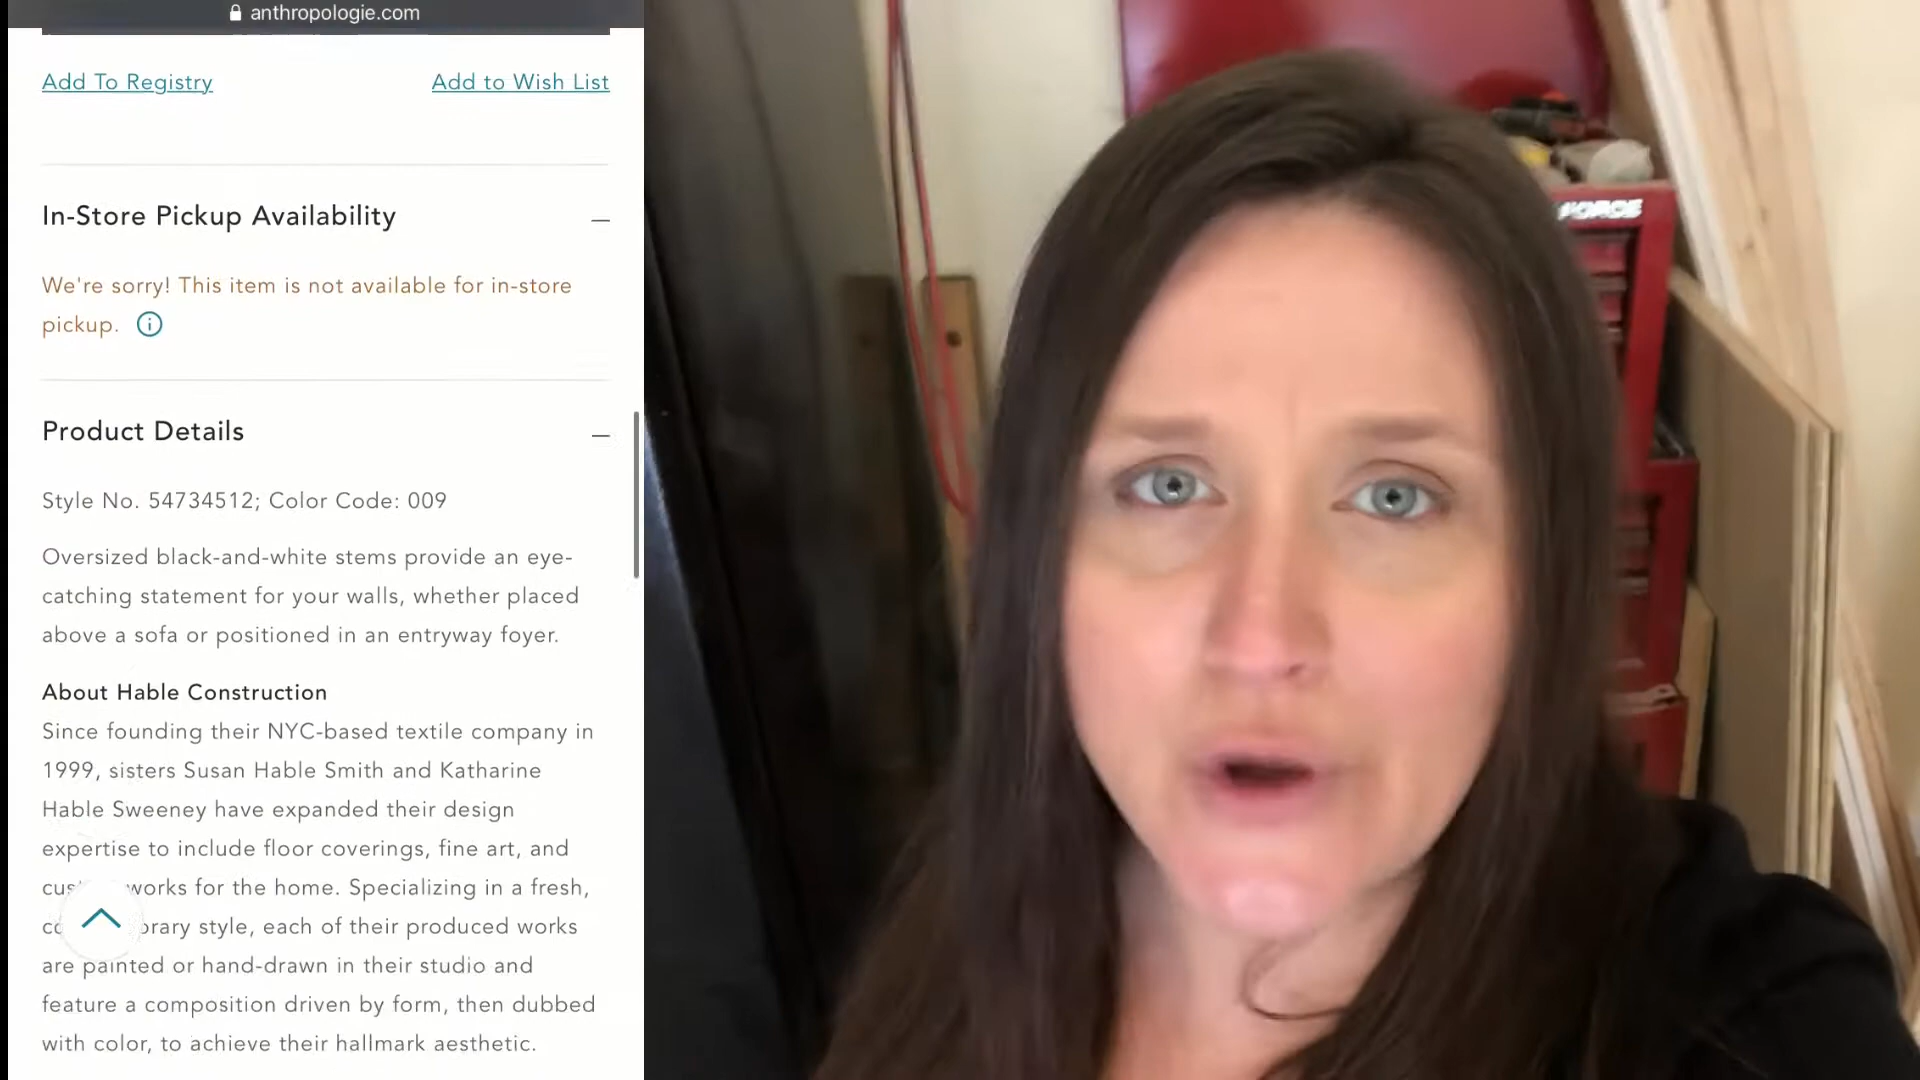 anthropologie.com
Add To Registry
Add to Wish List
In-Store Pickup Availability
We're sorry! This item is not available for in-store
pickup.
Product Details
Style No. 54734512; Color Code: 009
Oversized black-and-white stems provide an eye-
catching statement for your walls, whether placed
above a sofa or positioned in an entryway foyer.
About Hable Construction
Since founding their NYC-based textile company in
1999, sisters Susan Hable Smith and Katharine
Hable Sweeney have expanded their design
expertise to include floor coverings, fine art, and
works for the home. Specializing in a fresh,
style, each of their produced works
are painted or hand-drawn in their studio and
feature a composition driven by form, then dubbed
with color, to achieve their hallmark aesthetic.